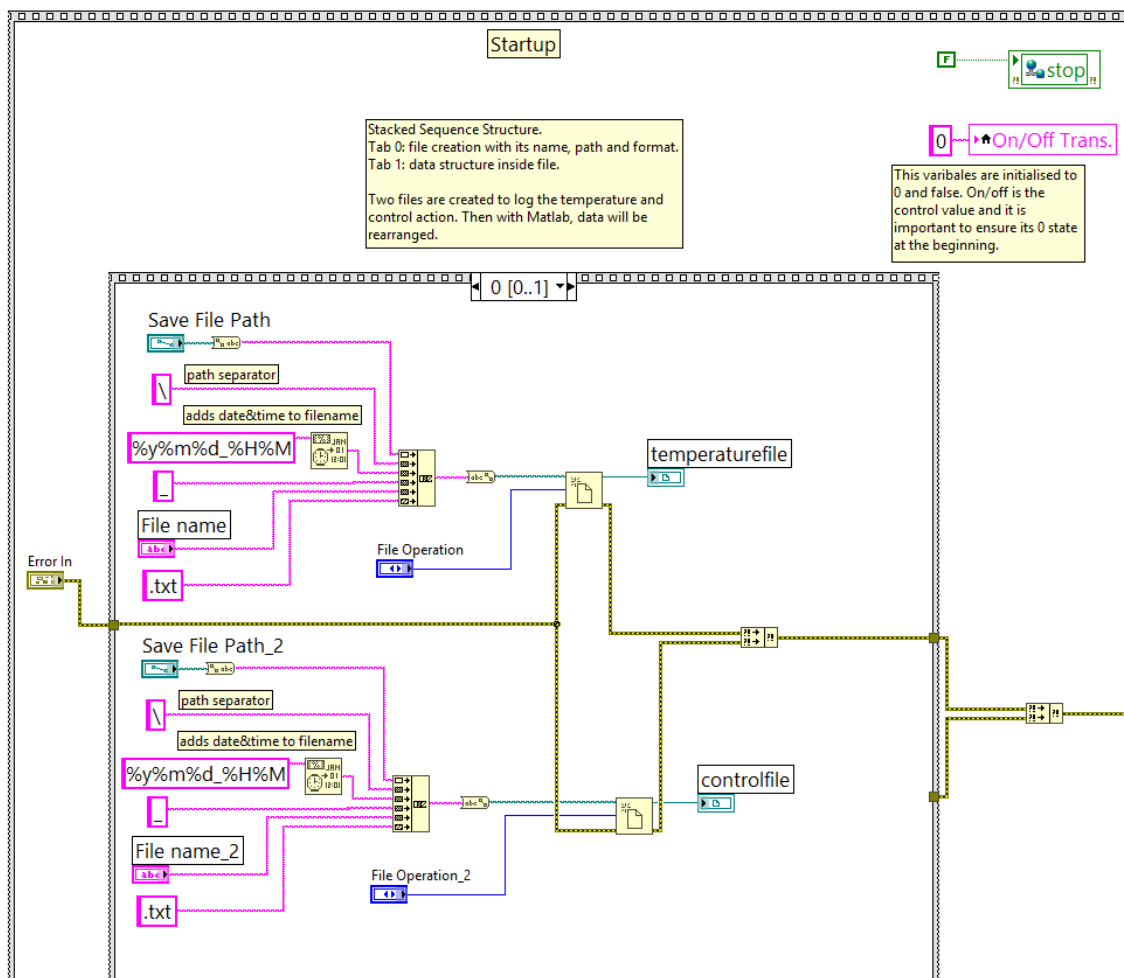 Startup
F
stop
Stacked Sequence Structure.
Tab 0: file creation with its name, path and format.
Tab 1: data structure inside file.
Two files are created to log the temperature and
control action. Then with Matlab, data will be
rearranged.
0
On/Off Trans.
This varibales are initialised to
0 and false. On/off is the
control value and it is
important to ensure its 0 state
at the beginning.
0 [0..1]
Save File Path
path separator
\
adds date&time to filename
%y%m%d_%H%M
_
File name
abc
.txt
temperaturefile
File Operation
Error In
Save File Path_2
path separator
\
adds date&time to filename
%y%m%d_%H%M
_
File name_2
abc
.txt
controlfile
File Operation_2